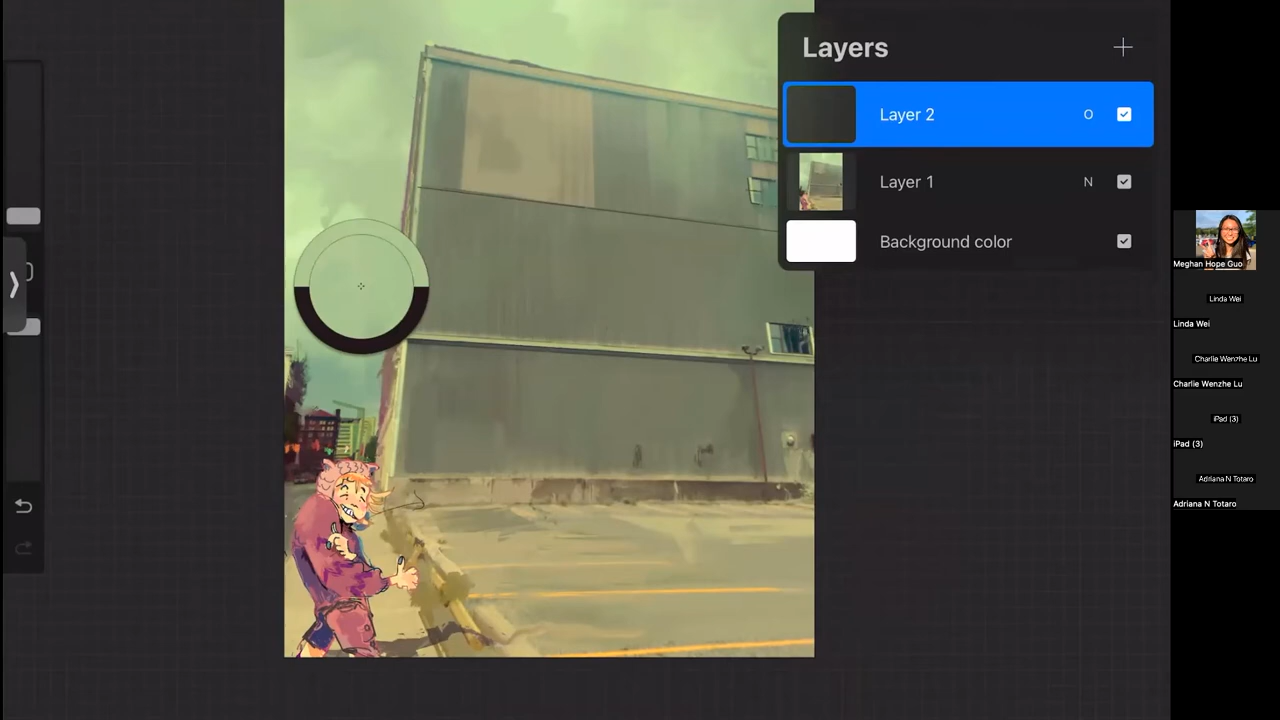 Layers
Layer 2
O
Layer 1
N
Background color
Meghan Hope Guo
Linda Wei
Linda Wei
Charlie Wenzhe Lu
Charlie Wenzhe Lu
iPad (3)
iPad (3)
Adriana N Totaro
Adriana N Totaro